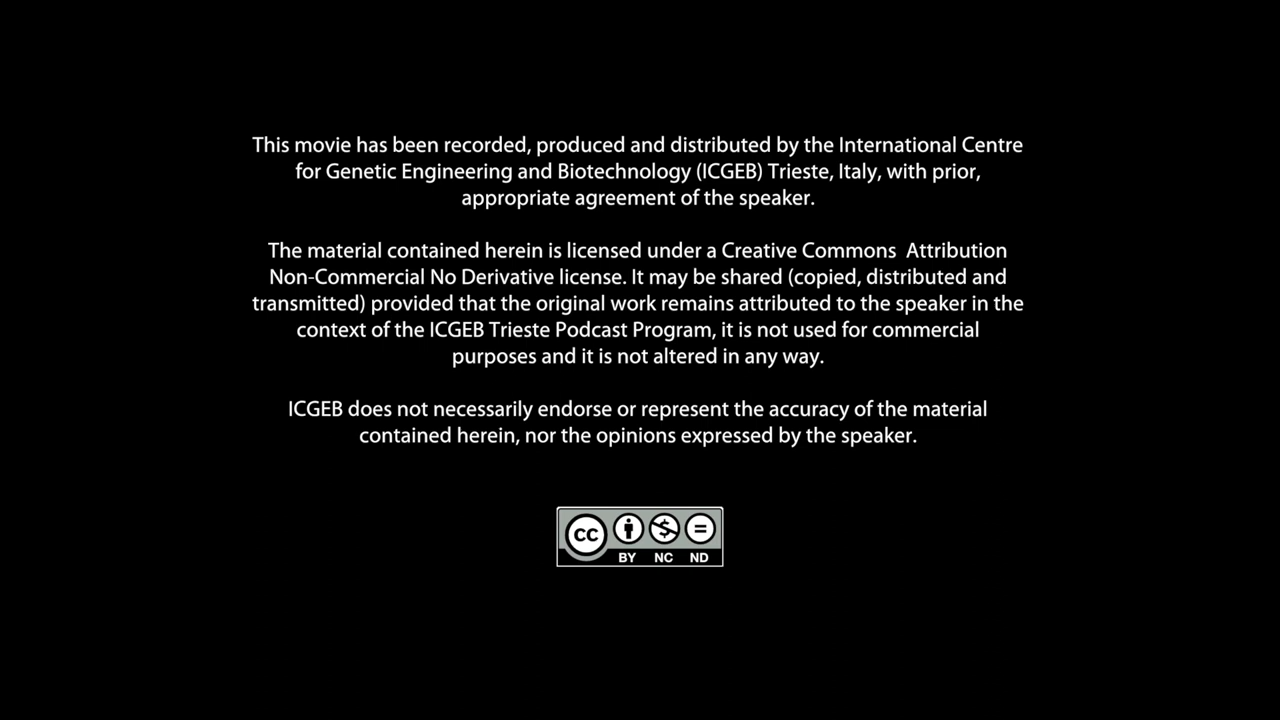 This movie has been recorded, produced and distributed by the International Centre
for Genetic Engineering and Biotechnology (ICGEB) Trieste, Italy, with prior,
appropriate agreement of the speaker.
The material contained herein is licensed under a Creative Commons  Attribution
Non-Commercial No Derivative license. It may be shared (copied, distributed and
transmitted) provided that the original work remains attributed to the speaker in the
context of the ICGEB Trieste Podcast Program, it is not used for commercial
purposes and it is not altered in any way.
ICGEB does not necessarily endorse or represent the accuracy of the material
contained herein, nor the opinions expressed by the speaker.
CC
BY NC ND